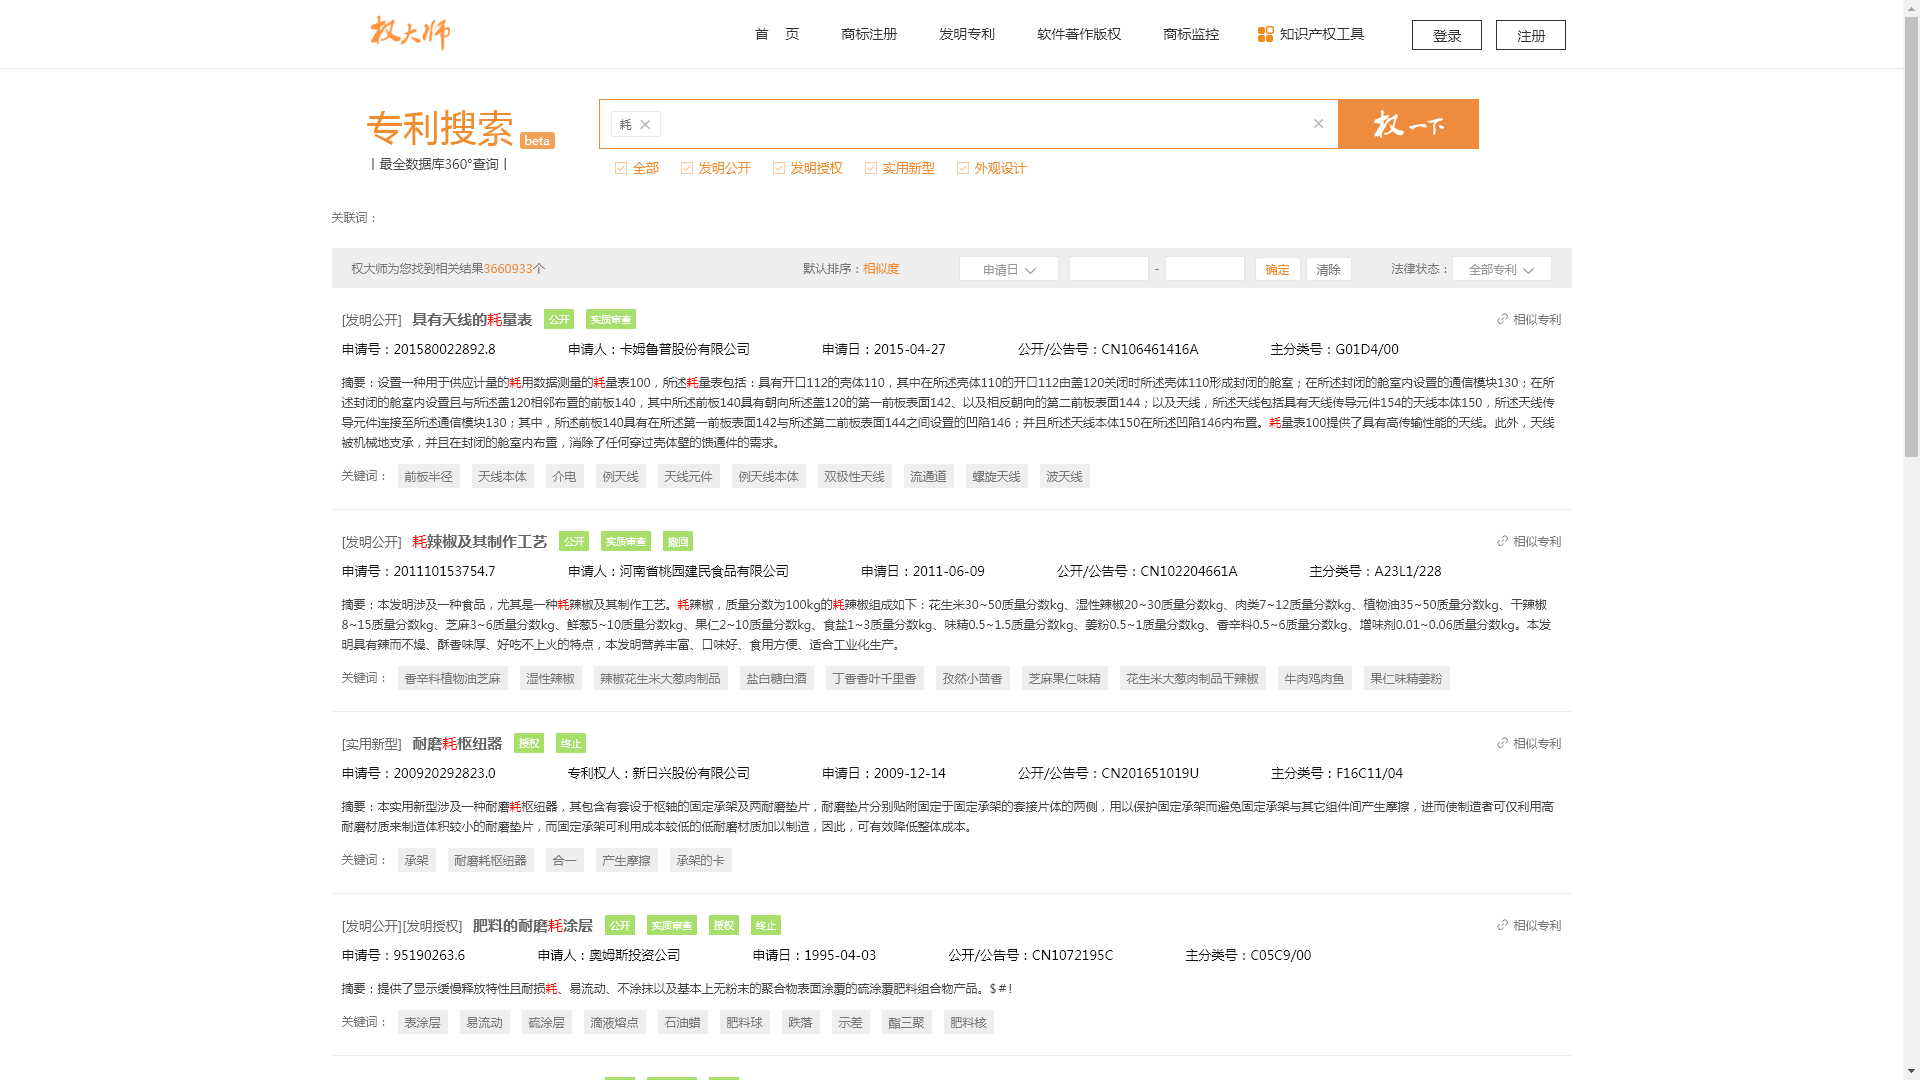 权大师
首 页
商标注册
发明专利
软件著作版权
商标监控
知识产权工具
登录
注册
专利搜索 beta
丨最全数据库360°查询丨
耗
权一下
全部
发明公开
发明授权
实用新型
外观设计
关联词：
权大师为您找到相关结果3660933个
默认排序：相似度
申请日
-
确定
清除
法律状态：
全部专利
[发明公开] 具有天线的耗量表 公开 实质审查
相似专利
申请号：201580022892.8 申请人：卡姆鲁普股份有限公司 申请日：2015-04-27 公开/公告号：CN106461416A 主分类号：G01D4/00
摘要：设置一种用于供应计量的耗用数据测量的耗量表100，所述耗量表包括：具有开口112的壳体110，其中在所述壳体110的开口112由盖120关闭时所述壳体110形成封闭的舱室；在所述封闭的舱室内设置的通信模块130；在所
述封闭的舱室内设置且与所述盖120相邻布置的前板140，其中所述前板140具有朝向所述盖120的第一前板表面142、以及相反朝向的第二前板表面144；以及天线，所述天线包括具有天线传导元件154的天线本体150，所述天线传
导元件连接至所述通信模块130；其中，所述前板140具有在所述第一前板表面142与所述第二前板表面144之间设置的凹陷146；并且所述天线本体150在所述凹陷146内布置。耗量表100提供了具有高传输性能的天线。此外，天线
被机械地支承，并且在封闭的舱室内布置，消除了任何穿过壳体壁的馈通件的需求。
关键词： 前板半径 天线本体 介电 例天线 天线元件 例天线本体 双极性天线 流通道 螺旋天线 波天线
[发明公开] 耗辣椒及其制作工艺 公开 实质审查 撤回
相似专利
申请号：201110153754.7 申请人：河南省桃园建民食品有限公司 申请日：2011-06-09 公开/公告号：CN102204661A 主分类号：A23L1/228
摘要：本发明涉及一种食品，尤其是一种耗辣椒及其制作工艺。耗辣椒，质量分数为100kg的耗辣椒组成如下：花生米30~50质量分数kg、湿性辣椒20~30质量分数kg、肉类7~12质量分数kg、植物油35~50质量分数kg、干辣椒
8~15质量分数kg、芝麻3~6质量分数kg、鲜葱5~10质量分数kg、果仁2~10质量分数kg、食盐1~3质量分数kg、味精0.5~1.5质量分数kg、姜粉0.5~1质量分数kg、香辛料0.5~6质量分数kg、增味剂0.01~0.06质量分数kg。本发
明具有辣而不燥、酥香味厚、好吃不上火的特点，本发明营养丰富、口味好、食用方便、适合工业化生产。
关键词： 香辛料植物油芝麻 湿性辣椒 辣椒花生米大葱肉制品 盐白糖白酒 丁香香叶千里香 孜然小茴香 芝麻果仁味精 花生米大葱肉制品干辣椒 牛肉鸡肉鱼 果仁味精姜粉
[实用新型] 耐磨耗枢纽器 授权 终止
相似专利
申请号：200920292823.0 专利权人：新日兴股份有限公司 申请日：2009-12-14 公开/公告号：CN201651019U 主分类号：F16C11/04
摘要：本实用新型涉及一种耐磨耗枢纽器，其包含有套设于枢轴的固定承架及两耐磨垫片，耐磨垫片分别贴附固定于固定承架的套接片体的两侧，用以保护固定承架而避免固定承架与其它组件间产生摩擦，进而使制造者可仅利用高
耐磨材质来制造体积较小的耐磨垫片，而固定承架可利用成本较低的低耐磨材质加以制造，因此，可有效降低整体成本。
关键词： 承架 耐磨耗枢纽器 合一 产生摩擦 承架的卡
[发明公开][发明授权] 肥料的耐磨耗涂层 公开 实质审查 授权 终止
相似专利
申请号：95190263.6 申请人：奥姆斯投资公司 申请日：1995-04-03 公开/公告号：CN1072195C 主分类号：C05C9/00
摘要：提供了显示缓慢释放特性且耐损耗、易流动、不涂抹以及基本上无粉末的聚合物表面涂覆的硫涂覆肥料组合物产品。$#!
关键词： 表涂层 易流动 硫涂层 滴液熔点 石油蜡 肥料球 跌落 示差 酯三聚 肥料核